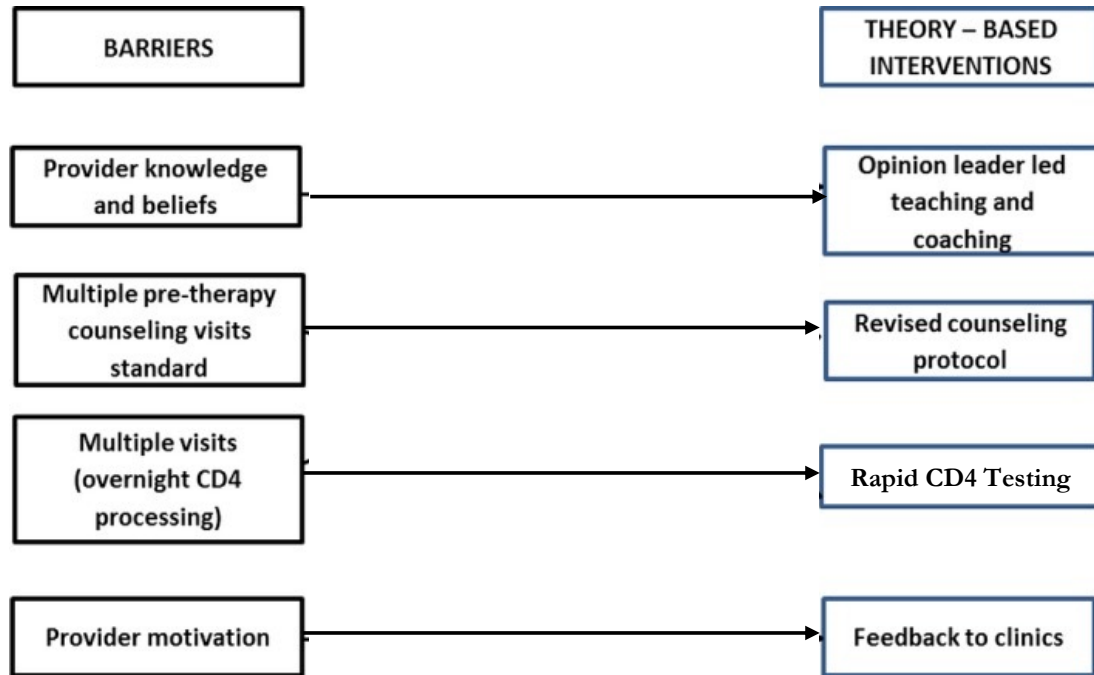 BARRIERS
THEORY – BASED
INTERVENTIONS
Provider knowledge
and beliefs
Opinion leader led
teaching and
coaching
Multiple pre-therapy
counseling visits
standard
Revised counseling
protocol
Multiple visits
(overnight CD4
processing)
Rapid CD4 Testing
Provider motivation
Feedback to clinics